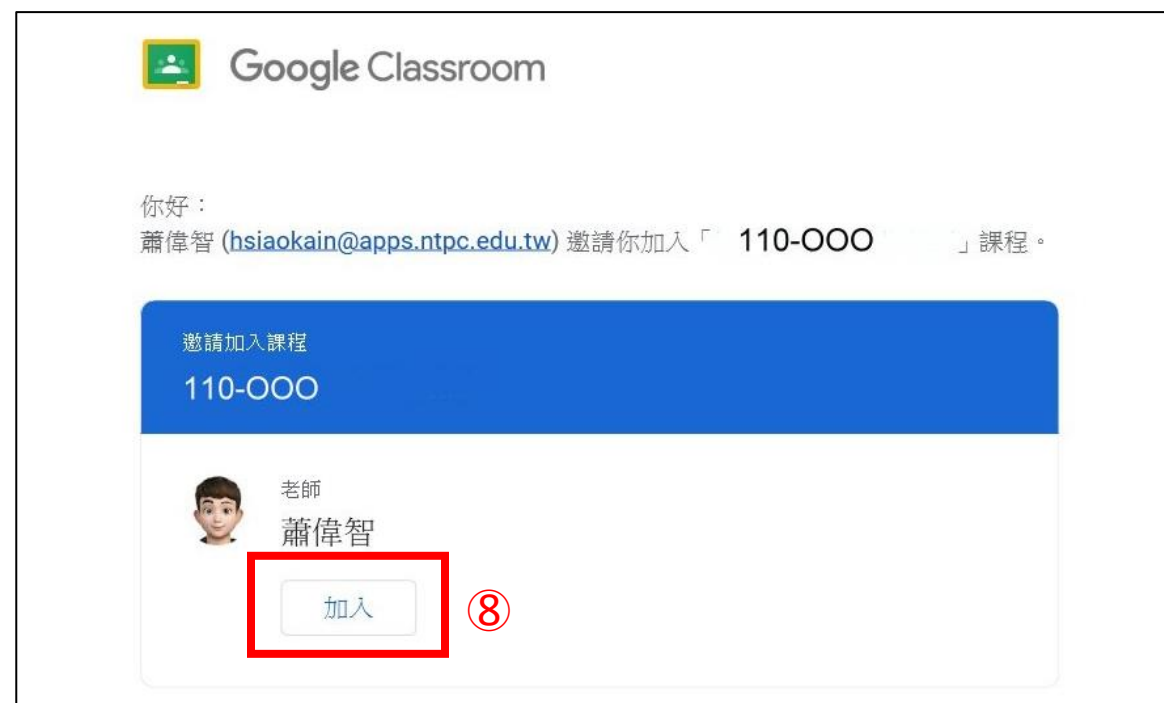 Google Classroom
你好：
蕭偉智 (hsiaokain@apps.ntpc.edu.tw) 邀請你加入「 110-OOO 」課程。
邀請加入課程
110-OOO
老師
蕭偉智
加入 ⑧